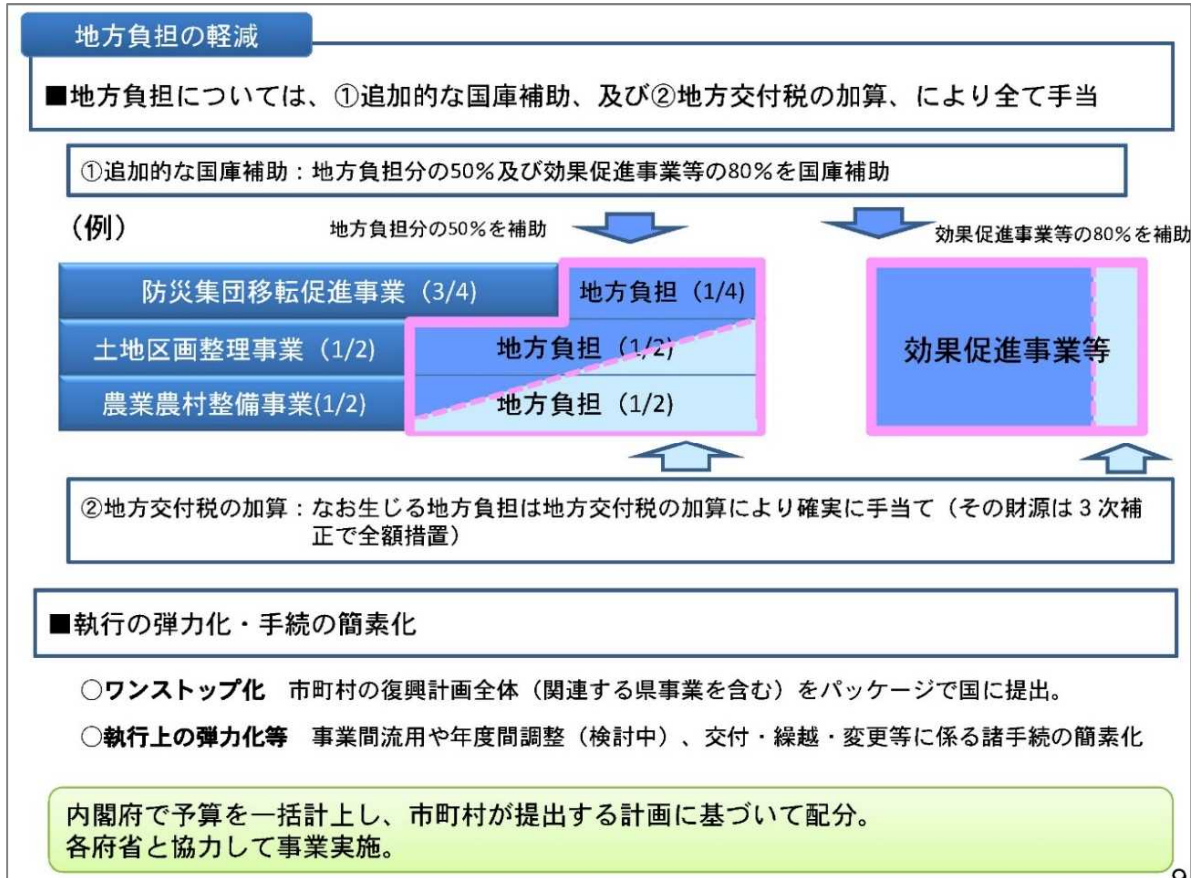 地方負担の軽減
■地方負担については、①追加的な国庫補助、及び②地方交付税の加算、により全て手当
①追加的な国庫補助：地方負担分の50％及び効果促進事業等の80％を国庫補助
（例）
地方負担分の50％を補助
効果促進事業等の80％を補助
防災集団移転促進事業（3/4）
地方負担（1/4）
土地区画整理事業（1/2）
地方負担（1/2）
農業農村整備事業(1/2)
地方負担（1/2）
効果促進事業等
②地方交付税の加算：なお生じる地方負担は地方交付税の加算により確実に手当て（その財源は３次補
正で全額措置）
■執行の弾力化・手続の簡素化
○ワンストップ化　市町村の復興計画全体（関連する県事業を含む）をパッケージで国に提出。
○執行上の弾力化等　事業間流用や年度間調整（検討中）、交付・繰越・変更等に係る諸手続の簡素化
内閣府で予算を一括計上し、市町村が提出する計画に基づいて配分。
各府省と協力して事業実施。
9